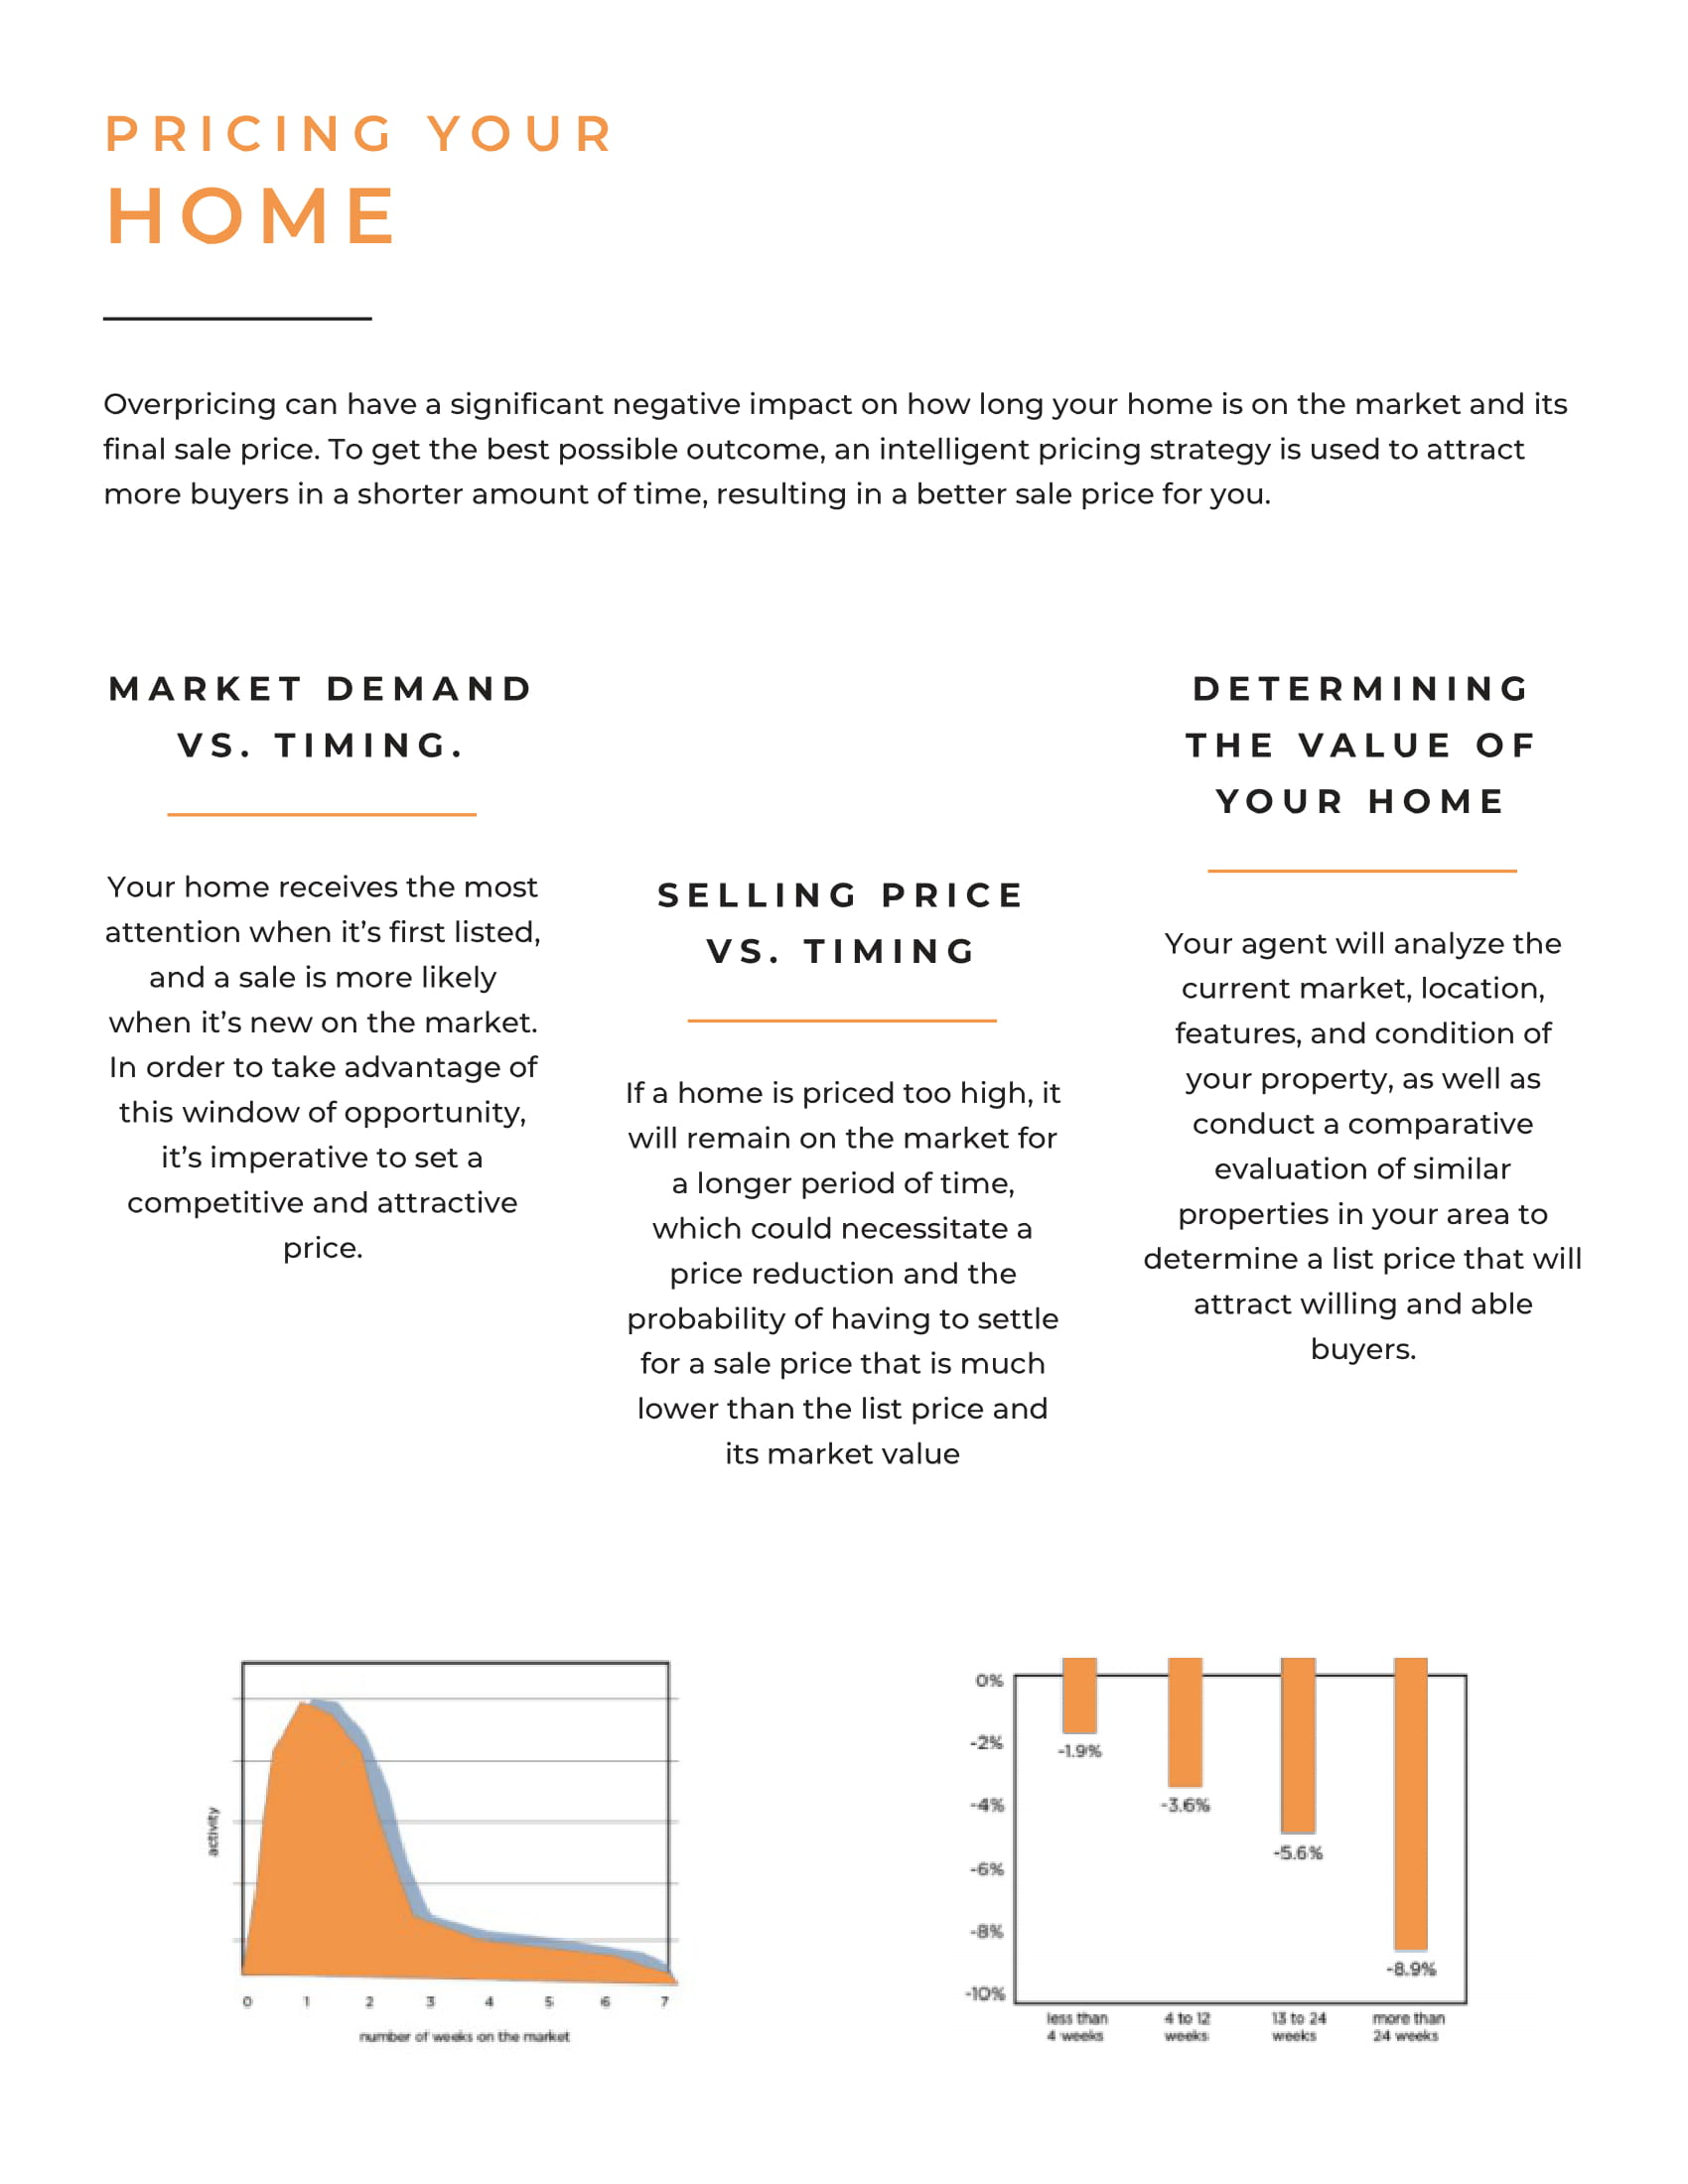 PRICING YOUR
HOME
Overpricing can have a significant negative impact on how long your home is on the market and its
final sale price. To get the best possible outcome, an intelligent pricing strategy is used to attract
more buyers in a shorter amount of time, resulting in a better sale price for you.
MARKET DEMAND
VS. TIMING.
Your home receives the most
attention when it’s first listed,
and a sale is more likely
when it’s new on the market.
In order to take advantage of
this window of opportunity,
it’s imperative to set a
competitive and attractive
price.
SELLING PRICE
VS. TIMING
If a home is priced too high, it
will remain on the market for
a longer period of time,
which could necessitate a
price reduction and the
probability of having to settle
for a sale price that is much
lower than the list price and
its market value
DETERMINING
THE VALUE OF
YOUR HOME
Your agent will analyze the
current market, location,
features, and condition of
your property, as well as
conduct a comparative
evaluation of similar
properties in your area to
determine a list price that will
attract willing and able
buyers.
activity
0 1 2 3 4 5 6 7
number of weeks on the market
0%
-2%
-4%
-6%
-8%
-10%
-1.9%
-3.6%
-5.6%
-8.9%
less than
4 weeks
4 to 12
weeks
13 to 24
weeks
more than
24 weeks